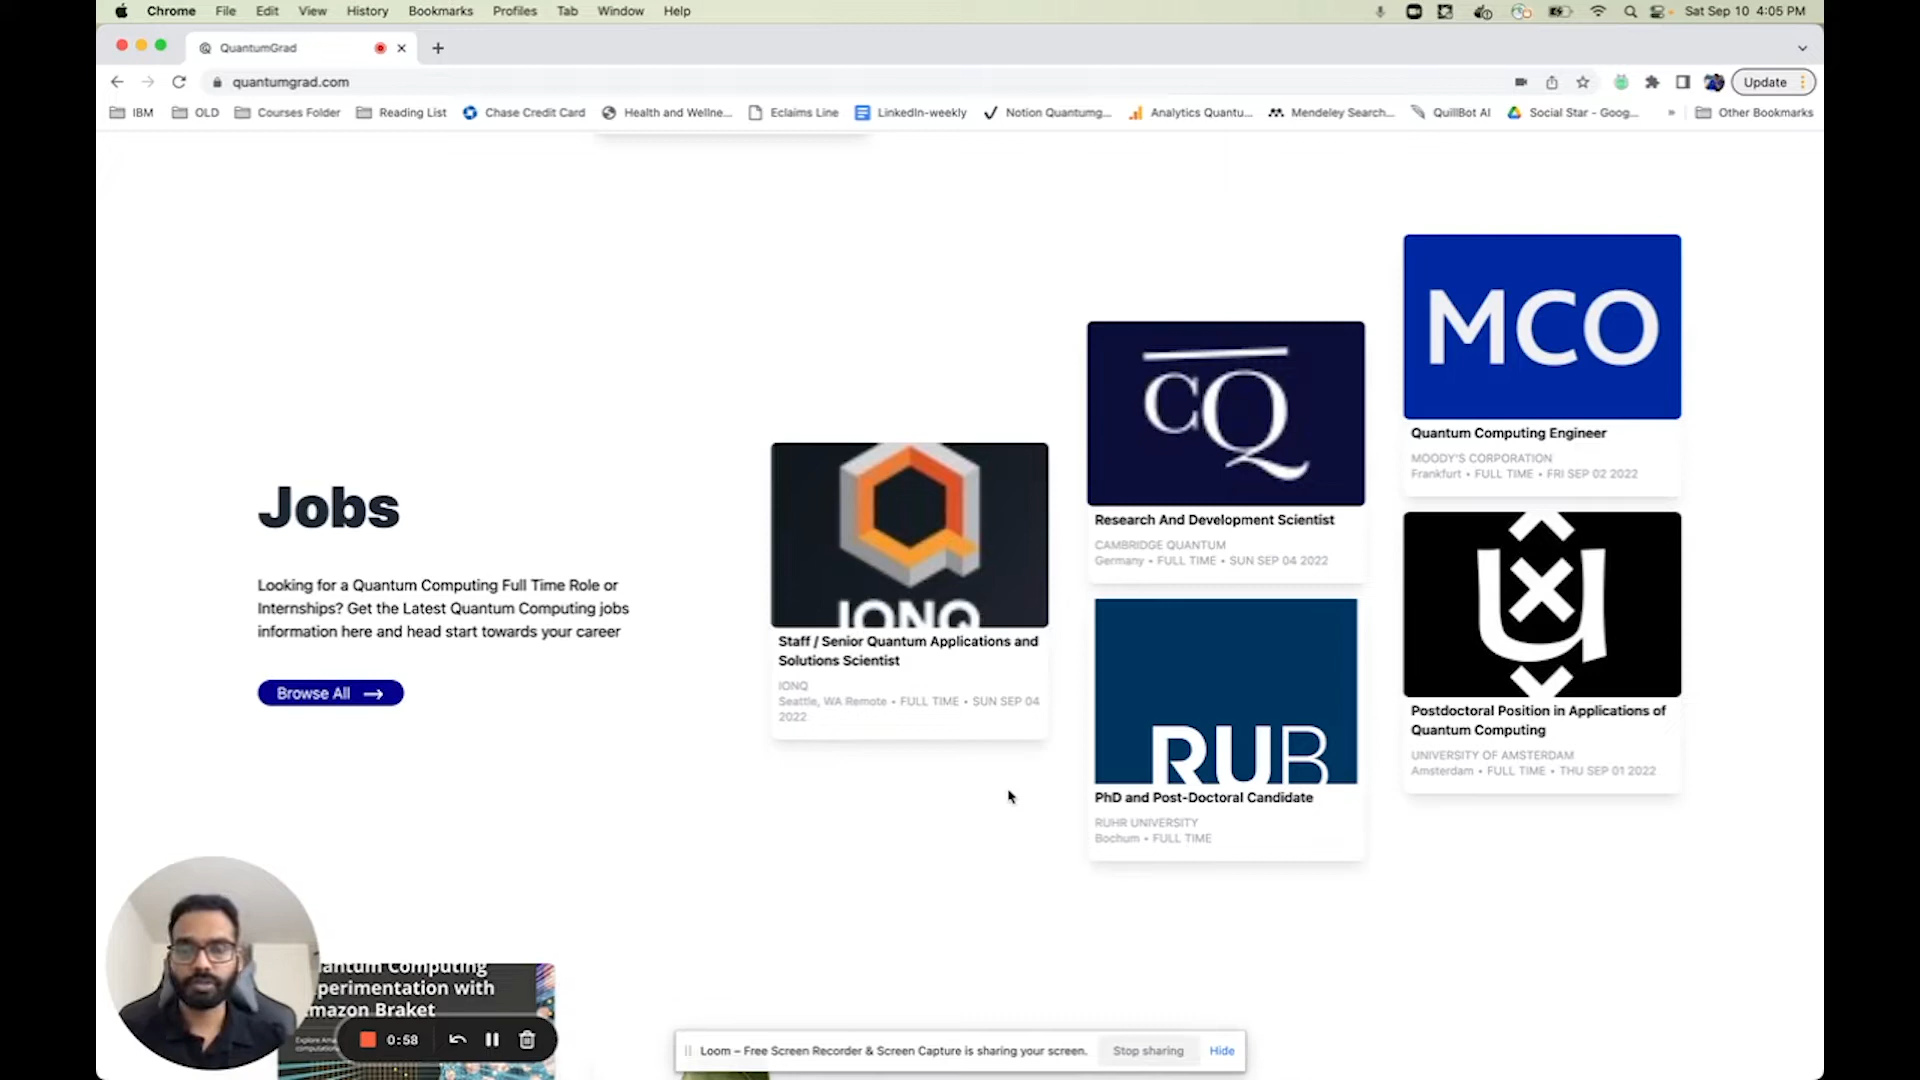 Chrome File Edit View History Bookmarks Profiles Tab Window Help
Sat Sep 10 4:05 PM
QuantumGrad
quantumgrad.com
Update
IBM
OLD
Courses Folder
Reading List
Chase Credit Card
Health and Wellne...
Eclaims Line
LinkedIn-weekly
Notion Quantumg...
Analytics Quantu...
Mendeley Search...
QuillBot AI
Social Star - Goog...
»
Other Bookmarks
Jobs
Looking for a Quantum Computing Full Time Role or
Internships? Get the Latest Quantum Computing jobs
information here and head start towards your career
Browse All →
IONQ
Staff / Senior Quantum Applications and
Solutions Scientist
IONQ
Seattle, WA Remote • FULL TIME • SUN SEP 04
2022
CQ
Research And Development Scientist
CAMBRIDGE QUANTUM
Germany • FULL TIME • SUN SEP 04 2022
RUB
PhD and Post-Doctoral Candidate
RUHR UNIVERSITY
Bochum • FULL TIME
MCO
Quantum Computing Engineer
MOODY'S CORPORATION
Frankfurt • FULL TIME • FRI SEP 02 2022
Postdoctoral Position in Applications of
Quantum Computing
UNIVERSITY OF AMSTERDAM
Amsterdam • FULL TIME • THU SEP 01 2022
antum Computing
perimentation with
mazon Braket
0:58
Loom – Free Screen Recorder & Screen Capture is sharing your screen.
Stop sharing
Hide